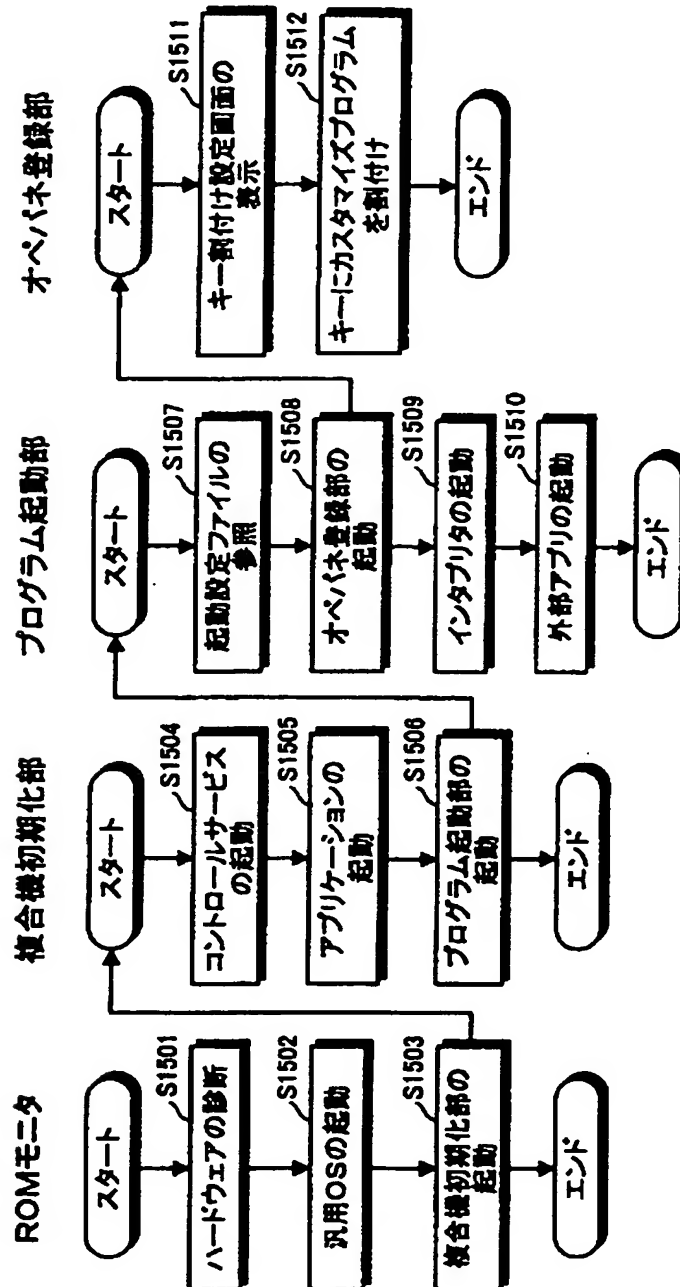 ROMモニタ
スタート
S1501
ハードウェアの診断
S1502
汎用OSの起動
S1503
複合機初期化部の
起動
エンド
複合機初期化部
スタート
S1504
コントロールサービス
の起動
S1505
アプリケーションの
起動
S1506
プログラム起動部の
起動
エンド
プログラム起動部
スタート
S1507
起動設定ファイルの
参照
S1508
オペパネ登録部の
起動
S1509
インタプリタの起動
S1510
外部アプリの起動
エンド
オペパネ登録部
スタート
S1511
キー割付け設定画面の
表示
S1512
キーにカスタマイズプログラム
を割付け
エンド